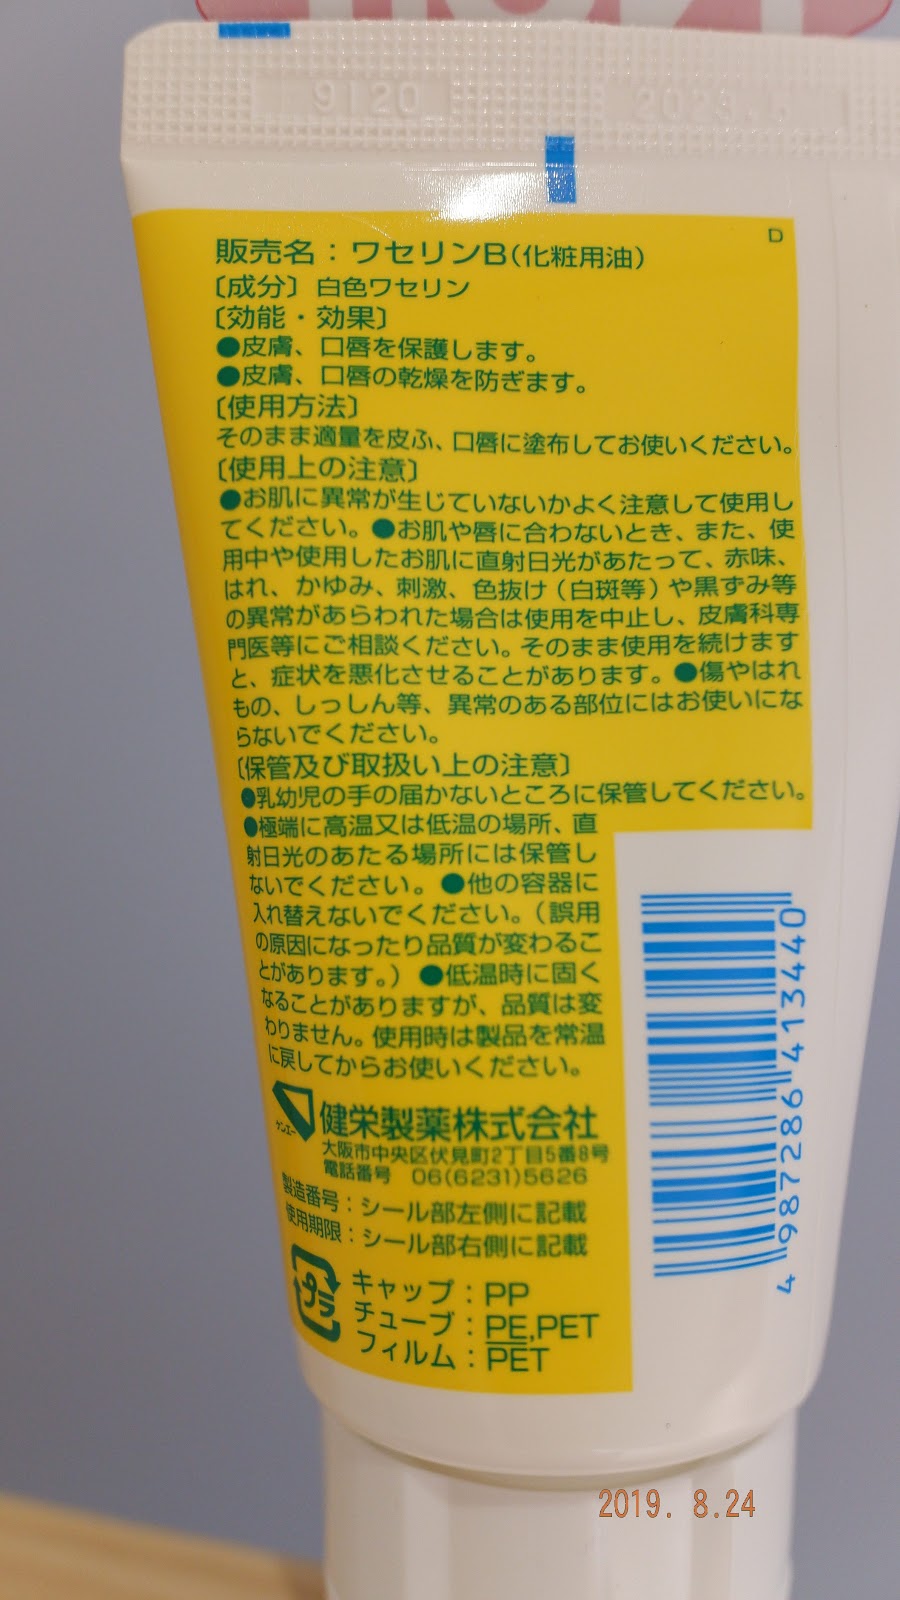 9120
販売名：ワセリンB（化粧用油）
D
〔成分〕白色ワセリン
〔効能・効果〕
●皮膚、口唇を保護します。
●皮膚、口唇の乾燥を防ぎます。
〔使用方法〕
そのまま適量を皮ふ、口唇に塗布してお使いください。
〔使用上の注意〕
●お肌に異常が生じていないかよく注意して使用し
てください。●お肌や唇に合わないとき、また、使
用中や使用したお肌に直射日光があたって、赤味、
はれ、かゆみ、刺激、色抜け（白斑等）や黒ずみ等
の異常があらわれた場合は使用を中止し、皮膚科専
門医等にご相談ください。そのまま使用を続けます
と、症状を悪化させることがあります。●傷やはれ
もの、しっしん等、異常のある部位にはお使いにな
らないでください。
〔保管及び取扱い上の注意〕
●乳幼児の手の届かないところに保管してください。
●極端に高温又は低温の場所、直
射日光のあたる場所には保管し
ないでください。●他の容器に
入れ替えないでください。（誤用
の原因になったり品質が変わるこ
とがあります。）●低温時に固く
なることがありますが、品質は変
わりません。使用時は製品を常温
に戻してからお使いください。
ケンエー
健栄製薬株式会社
大阪市中央区伏見町2丁目5番8号
電話番号 06(6231)5626
製造番号：シール部左側に記載
使用期限：シール部右側に記載
プラ
キャップ：PP
チューブ：PE,PET
フィルム：PET
4 987286 413440
2019. 8.24